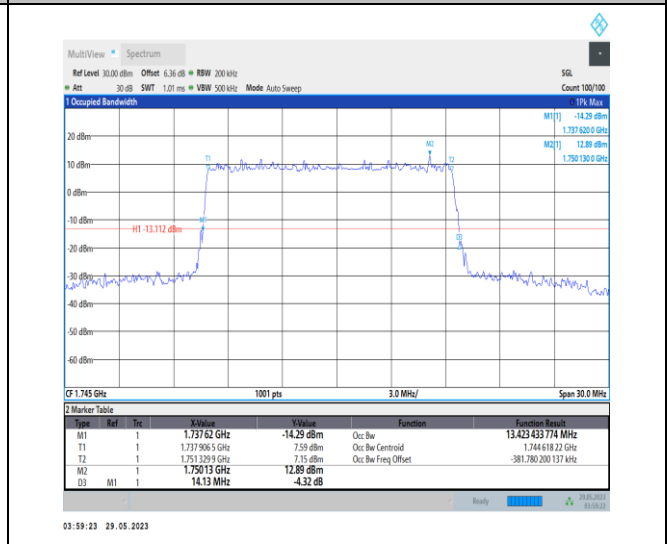 MultiView Spectrum
Ref Level 30.00 dBm Offset 6.36 dB RBW 200 kHz SGL
Att 30 dB SWT 1.01 ms VBW 500 kHz Mode Auto Sweep Count 100/100
1 Occupied Bandwidth 1Pk Max
M1[1] -14.29 dBm
1.737 620 0 GHz
M2[1] 12.89 dBm
1.750 130 0 GHz
20 dBm
M2
T1 T2
10 dBm
0 dBm
-10 dBm
M1
H1 -13.112 dBm
D3
-20 dBm
-30 dBm
-40 dBm
-50 dBm
-60 dBm
CF 1.745 GHz 1001 pts 3.0 MHz/ Span 30.0 MHz
2 Marker Table
Type Ref Trc X-Value Y-Value Function Function Result
M1 1 1.737 62 GHz -14.29 dBm Occ Bw 13.423 433 774 MHz
T1 1 1.737 906 5 GHz 7.59 dBm Occ Bw Centroid 1.744 618 22 GHz
T2 1 1.751 329 9 GHz 7.15 dBm Occ Bw Freq Offset -381.780 200 137 kHz
M2 1 1.750 13 GHz 12.89 dBm
D3 M1 1 14.13 MHz -4.32 dB
Ready 29.05.2023
03:59:22
03:59:23 29.05.2023